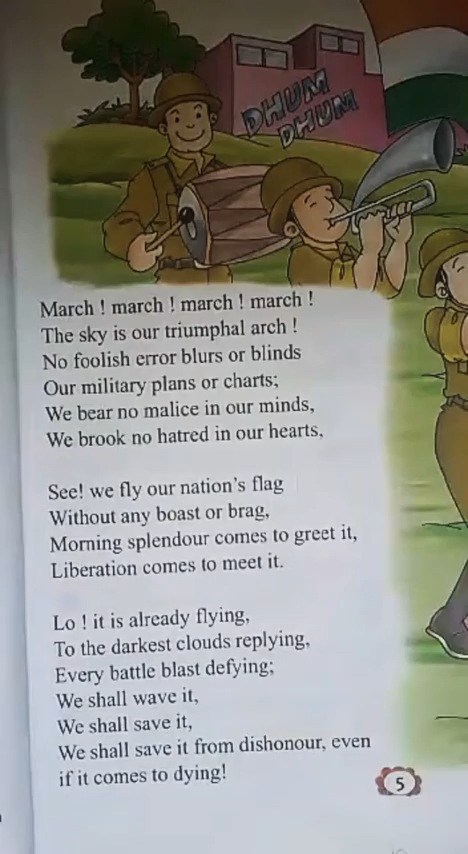 DHUM
DHUM
March ! march ! march ! march !
The sky is our triumphal arch !
No foolish error blurs or blinds
Our military plans or charts;
We bear no malice in our minds,
We brook no hatred in our hearts,
See! we fly our nation's flag
Without any boast or brag,
Morning splendour comes to greet it,
Liberation comes to meet it.
Lo ! it is already flying,
To the darkest clouds replying,
Every battle blast defying;
We shall wave it,
We shall save it,
We shall save it from dishonour, even
if it comes to dying!
5